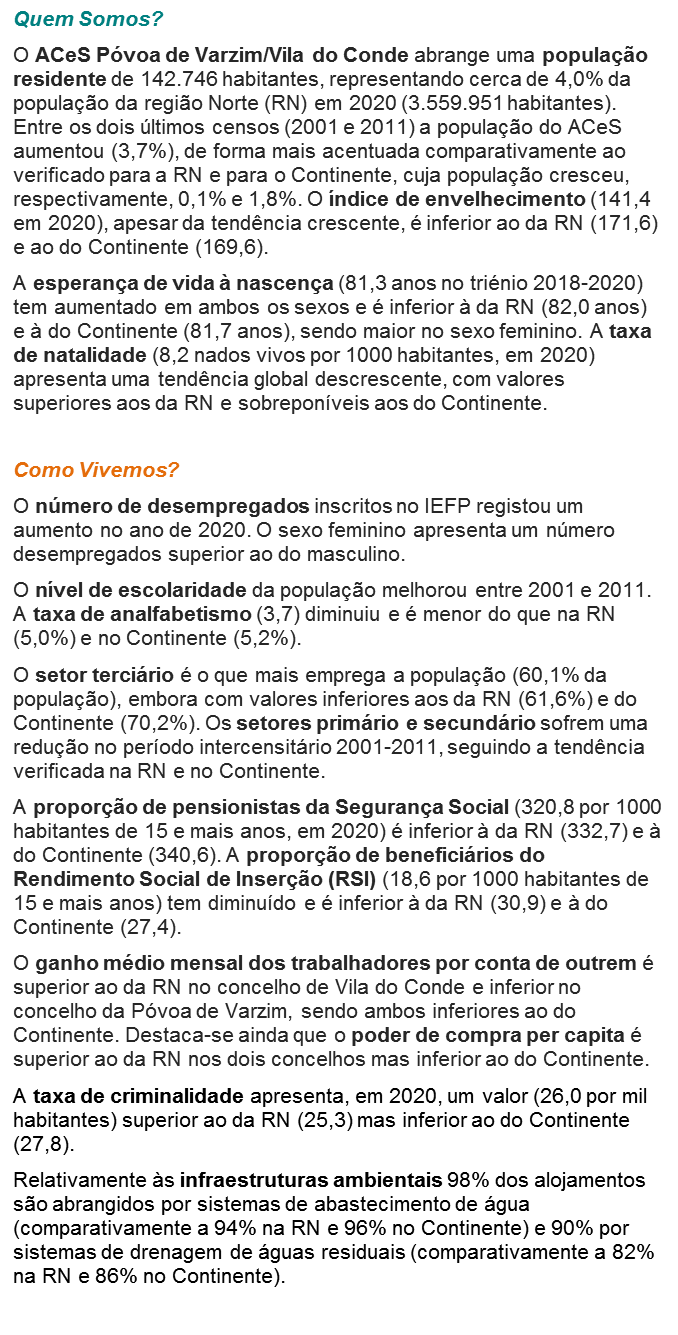 Quem Somos?
O ACeS Póvoa de Varzim/Vila do Conde abrange uma população
residente de 142.746 habitantes, representando cerca de 4,0% da
população da região Norte (RN) em 2020 (3.559.951 habitantes).
Entre os dois últimos censos (2001 e 2011) a população do ACeS
aumentou (3,7%), de forma mais acentuada comparativamente ao
verificado para a RN e para o Continente, cuja população cresceu,
respectivamente, 0,1% e 1,8%. O índice de envelhecimento (141,4
em 2020), apesar da tendência crescente, é inferior ao da RN (171,6)
e ao do Continente (169,6).
A esperança de vida à nascença (81,3 anos no triénio 2018-2020)
tem aumentado em ambos os sexos e é inferior à da RN (82,0 anos)
e à do Continente (81,7 anos), sendo maior no sexo feminino. A taxa
de natalidade (8,2 nados vivos por 1000 habitantes, em 2020)
apresenta uma tendência global descrescente, com valores
superiores aos da RN e sobreponíveis aos do Continente.
Como Vivemos?
O número de desempregados inscritos no IEFP registou um
aumento no ano de 2020. O sexo feminino apresenta um número
desempregados superior ao do masculino.
O nível de escolaridade da população melhorou entre 2001 e 2011.
A taxa de analfabetismo (3,7) diminuiu e é menor do que na RN
(5,0%) e no Continente (5,2%).
O setor terciário é o que mais emprega a população (60,1% da
população), embora com valores inferiores aos da RN (61,6%) e do
Continente (70,2%). Os setores primário e secundário sofrem uma
redução no período intercensitário 2001-2011, seguindo a tendência
verificada na RN e no Continente.
A proporção de pensionistas da Segurança Social (320,8 por 1000
habitantes de 15 e mais anos, em 2020) é inferior à da RN (332,7) e à
do Continente (340,6). A proporção de beneficiários do
Rendimento Social de Inserção (RSI) (18,6 por 1000 habitantes de
15 e mais anos) tem diminuído e é inferior à da RN (30,9) e à do
Continente (27,4).
O ganho médio mensal dos trabalhadores por conta de outrem é
superior ao da RN no concelho de Vila do Conde e inferior no
concelho da Póvoa de Varzim, sendo ambos inferiores ao do
Continente. Destaca-se ainda que o poder de compra per capita é
superior ao da RN nos dois concelhos mas inferior ao do Continente.
A taxa de criminalidade apresenta, em 2020, um valor (26,0 por mil
habitantes) superior ao da RN (25,3) mas inferior ao do Continente
(27,8).
Relativamente às infraestruturas ambientais 98% dos alojamentos
são abrangidos por sistemas de abastecimento de água
(comparativamente a 94% na RN e 96% no Continente) e 90% por
sistemas de drenagem de águas residuais (comparativamente a 82%
na RN e 86% no Continente).